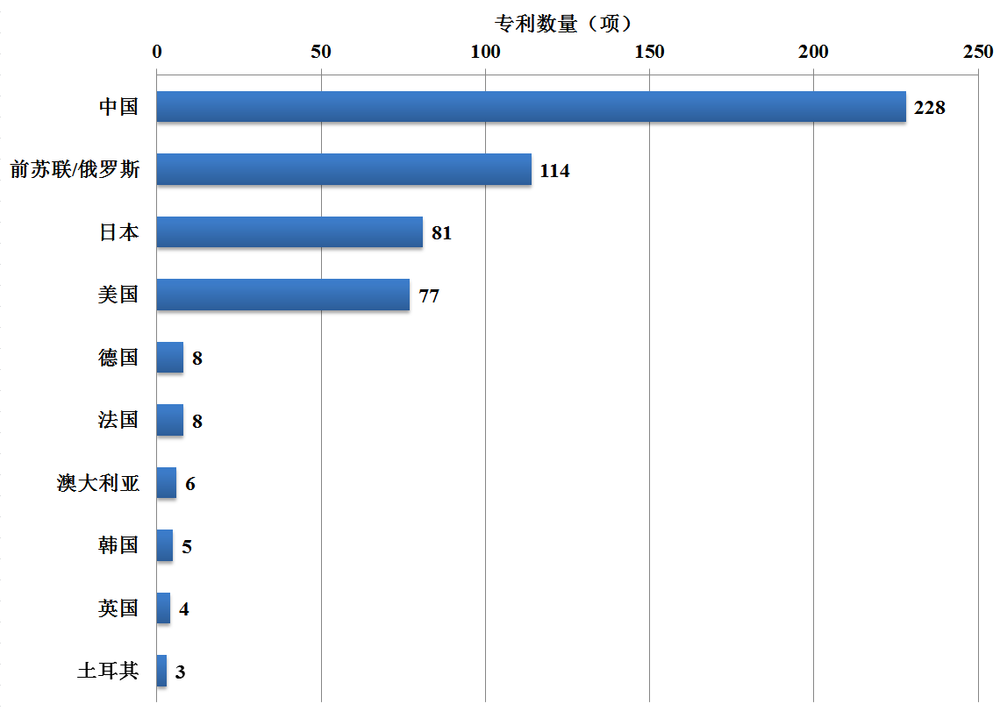 专利数量（项）
0 50 100 150 200 250
中国 228
前苏联/俄罗斯 114
日本 81
美国 77
德国 8
法国 8
澳大利亚 6
韩国 5
英国 4
土耳其 3